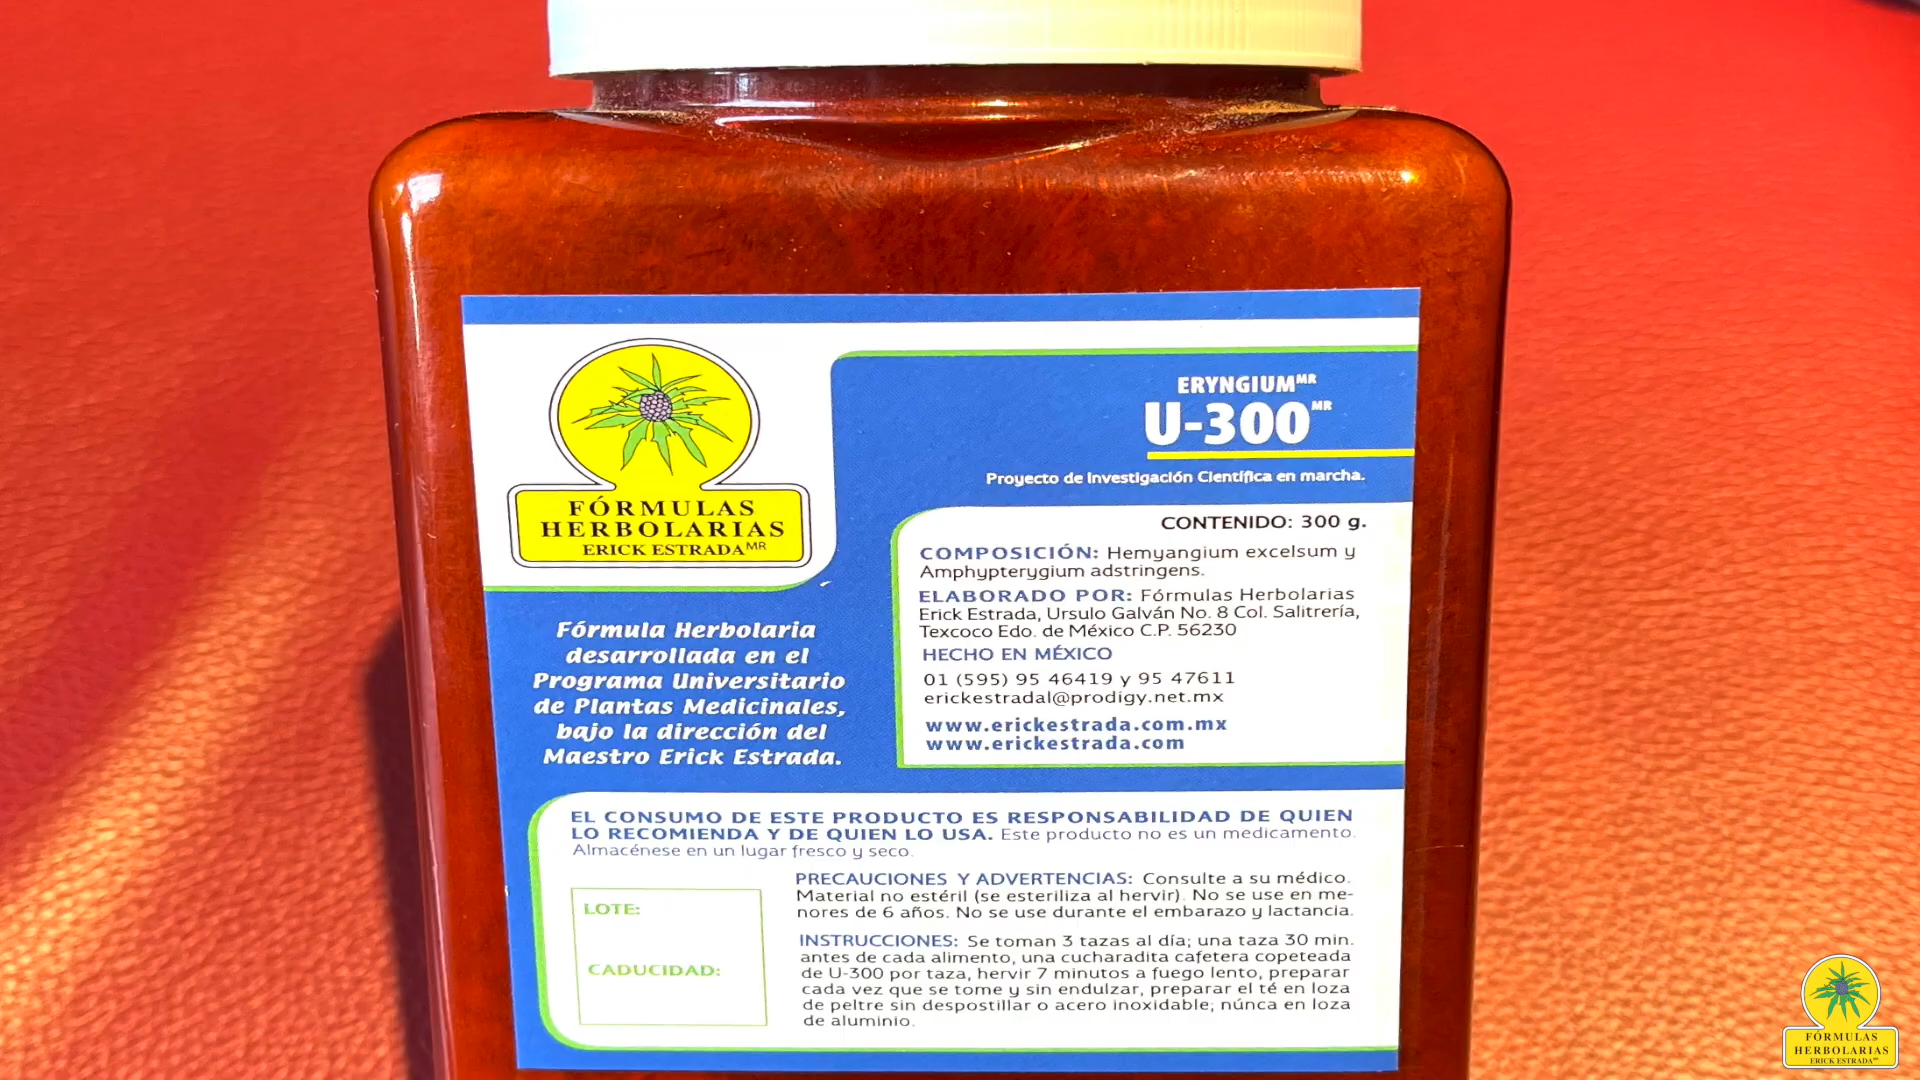 FÓRMULAS
HERBOLARIAS
ERICK ESTRADA MR
ERYNGIUM MR
U-300 MR
Proyecto de Investigación Científica en marcha.
CONTENIDO: 300 g.
COMPOSICIÓN: Hemyangium excelsum y
Amphypterygium adstringens.
ELABORADO POR: Fórmulas Herbolarias
Erick Estrada, Ursulo Galván No. 8 Col. Salitrería,
Texcoco Edo. de México C.P. 56230
HECHO EN MÉXICO
01 (595) 95 46419 y 95 47611
erickestradal@prodigy.net.mx
www.erickestrada.com.mx
www.erickestrada.com
Fórmula Herbolaria
desarrollada en el
Programa Universitario
de Plantas Medicinales,
bajo la dirección del
Maestro Erick Estrada.
EL CONSUMO DE ESTE PRODUCTO ES RESPONSABILIDAD DE QUIEN
LO RECOMIENDA Y DE QUIEN LO USA. Este producto no es un medicamento.
Almacénese en un lugar fresco y seco.
LOTE:
CADUCIDAD:
PRECAUCIONES Y ADVERTENCIAS: Consulte a su médico.
Material no estéril (se esteriliza al hervir). No se use en me-
nores de 6 años. No se use durante el embarazo y lactancia.
INSTRUCCIONES: Se toman 3 tazas al día; una taza 30 min.
antes de cada alimento, una cucharadita cafetera copeteada
de U-300 por taza, hervir 7 minutos a fuego lento, preparar
cada vez que se tome y sin endulzar, preparar el té en loza
de peltre sin despostillar o acero inoxidable; núnca en loza
de aluminio.
FÓRMULAS
HERBOLARIAS
ERICK ESTRADA MR